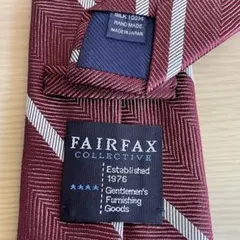 SILK 100%
HAND MADE
MADE IN JAPAN
FAIRFAX
COLLECTIVE
Established
1976
Gentlemen's
Furnishing
Goods